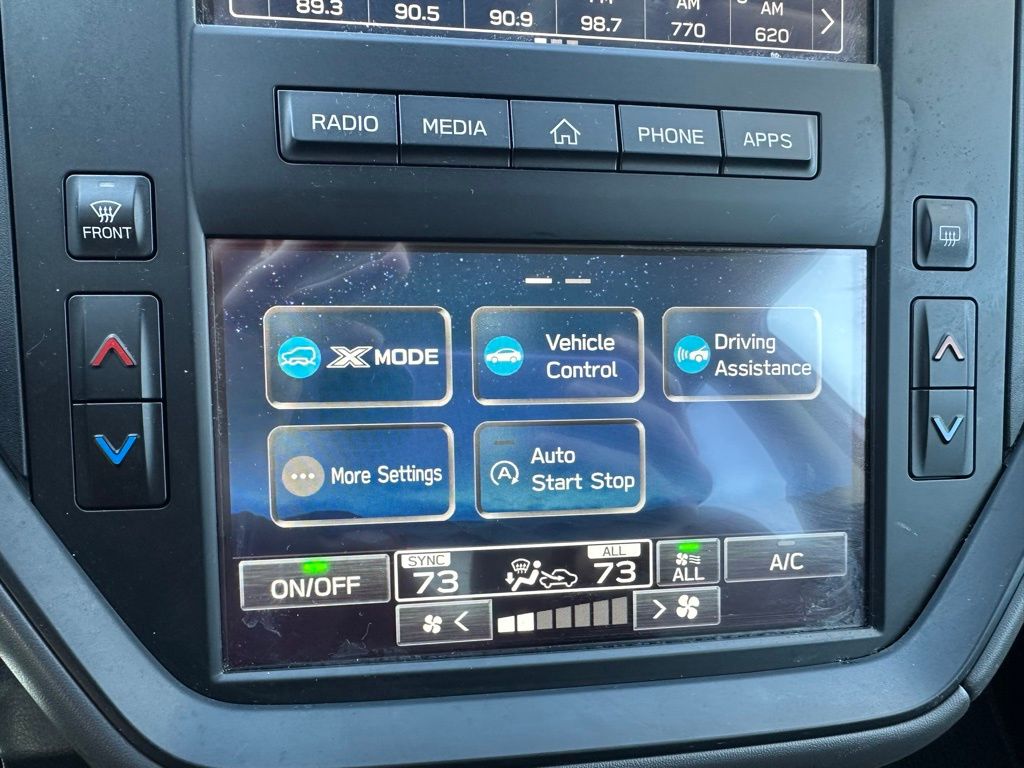 89.3 90.5 90.9 98.7 AM 770 AM 620
RADIO MEDIA PHONE APPS
FRONT
X MODE
Vehicle
Control
Driving
Assistance
More Settings
Auto
Start Stop
A
ON/OFF
SYNC
73
ALL
73
ALL
A/C